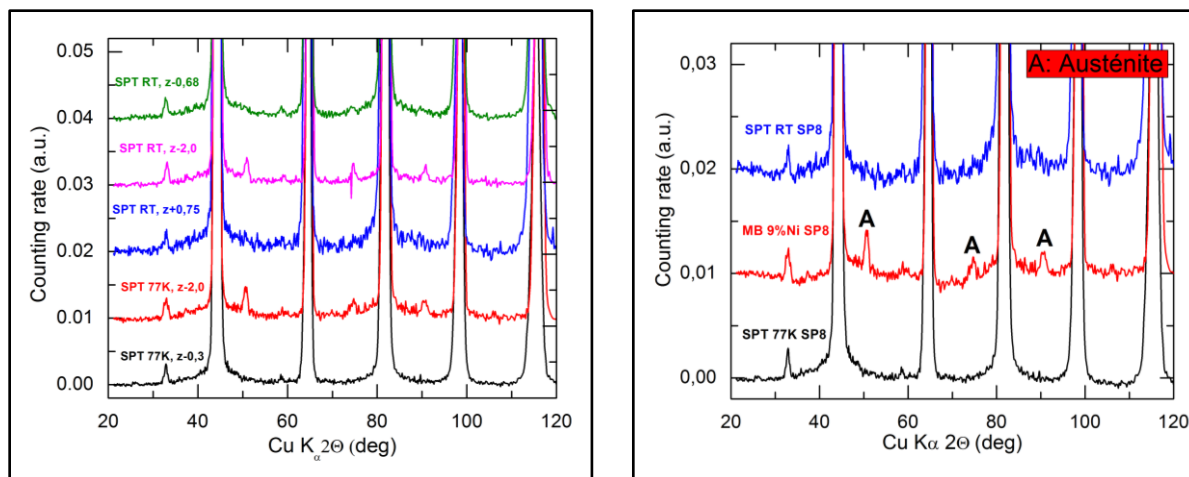 0.05
0.04
0.03
0.02
0.01
0.00
Counting rate (a.u.)
SPT RT, z-0,68
SPT RT, z-2,0
SPT RT, z+0,75
SPT 77K, z-2,0
SPT 77K, z-0,3
20 40 60 80 100 120
Cu Kα 2Θ (deg)
0,03
0,02
0,01
0,00
Counting rate (a.u.)
A: Austénite
SPT RT SP8
A A A
MB 9%Ni SP8
SPT 77K SP8
20 40 60 80 100 120
Cu Kα 2Θ (deg)